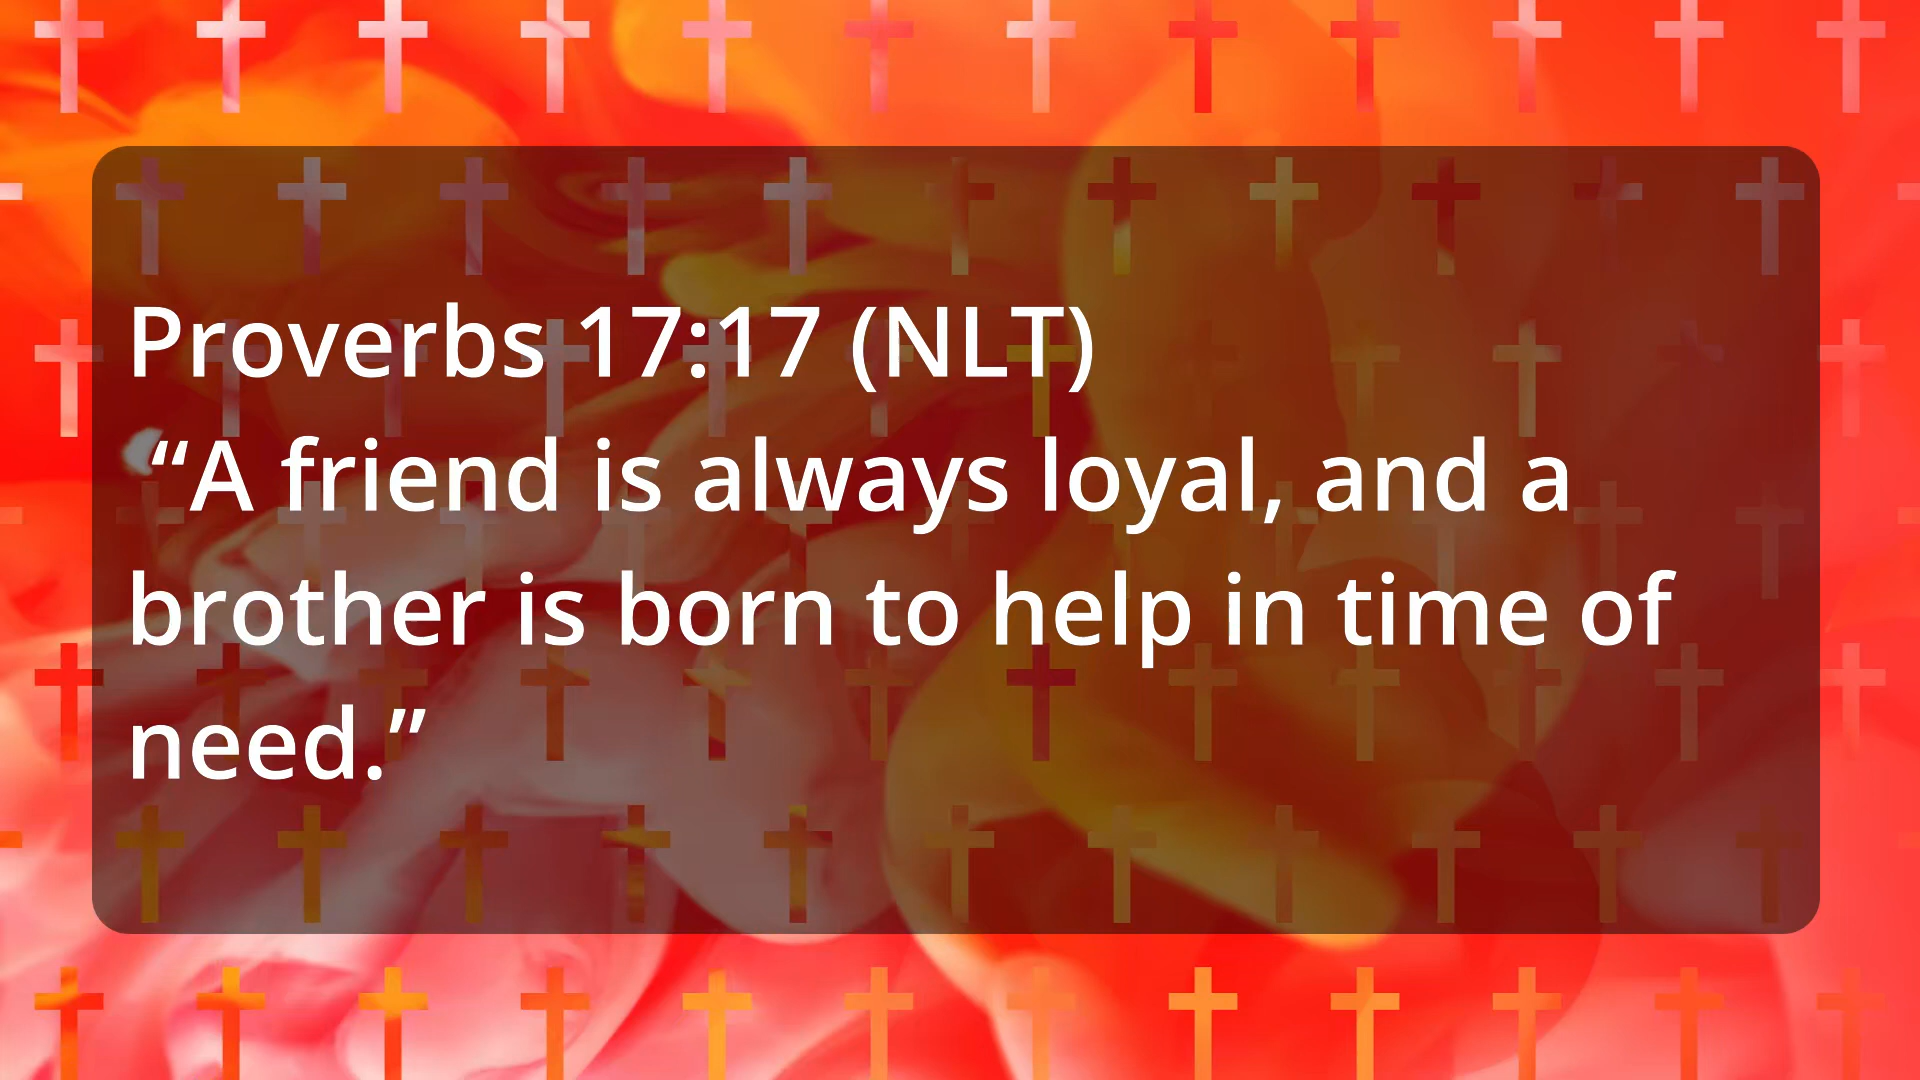 Proverbs 17:17 (NLT)
“A friend is always loyal, and a
brother is born to help in time of
need.”